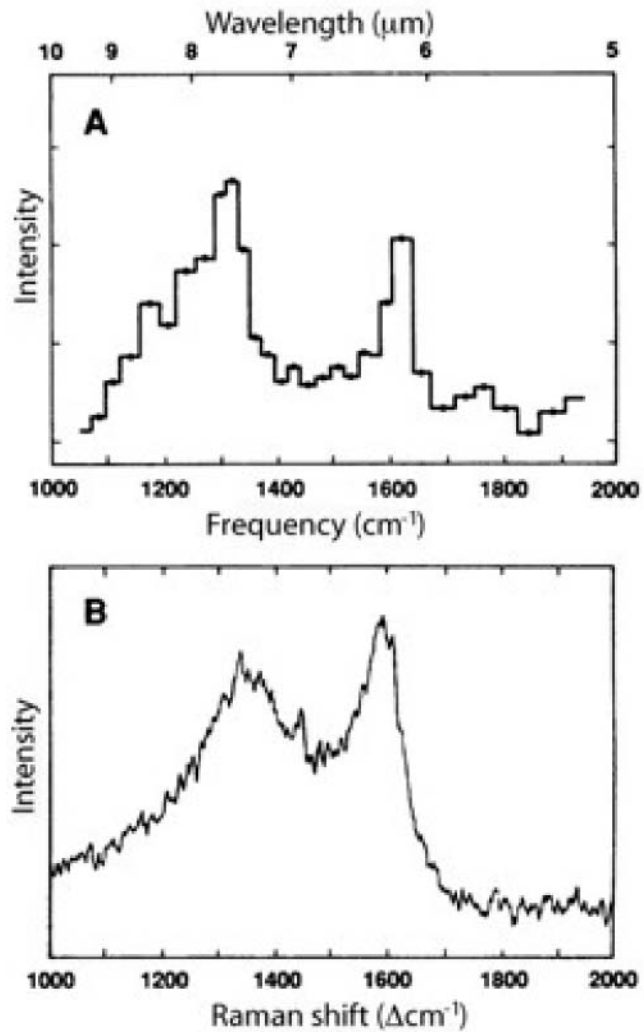 Wavelength (μm)
10 9 8 7 6 5
A
Intensity
1000 1200 1400 1600 1800 2000
Frequency (cm-1)
B
Intensity
1000 1200 1400 1600 1800 2000
Raman shift (Δcm-1)